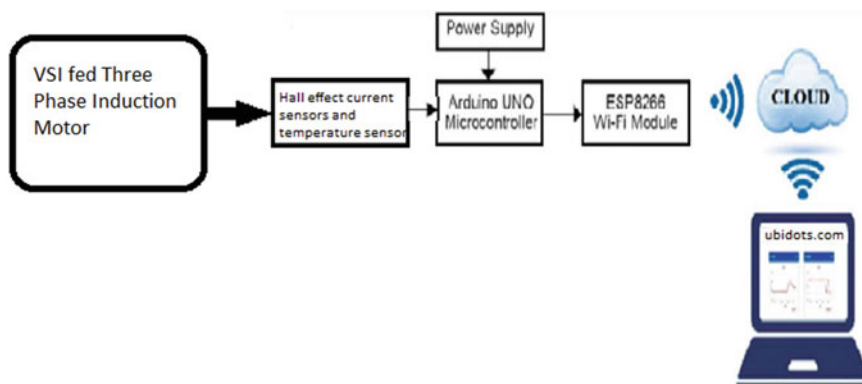 VSI fed Three
Phase Induction
Motor
Hall effect current
sensors and
temperature sensor
Power Supply
Arduino UNO
Microcontroller
ESP8266
Wi-Fi Module
CLOUD
ubidots.com